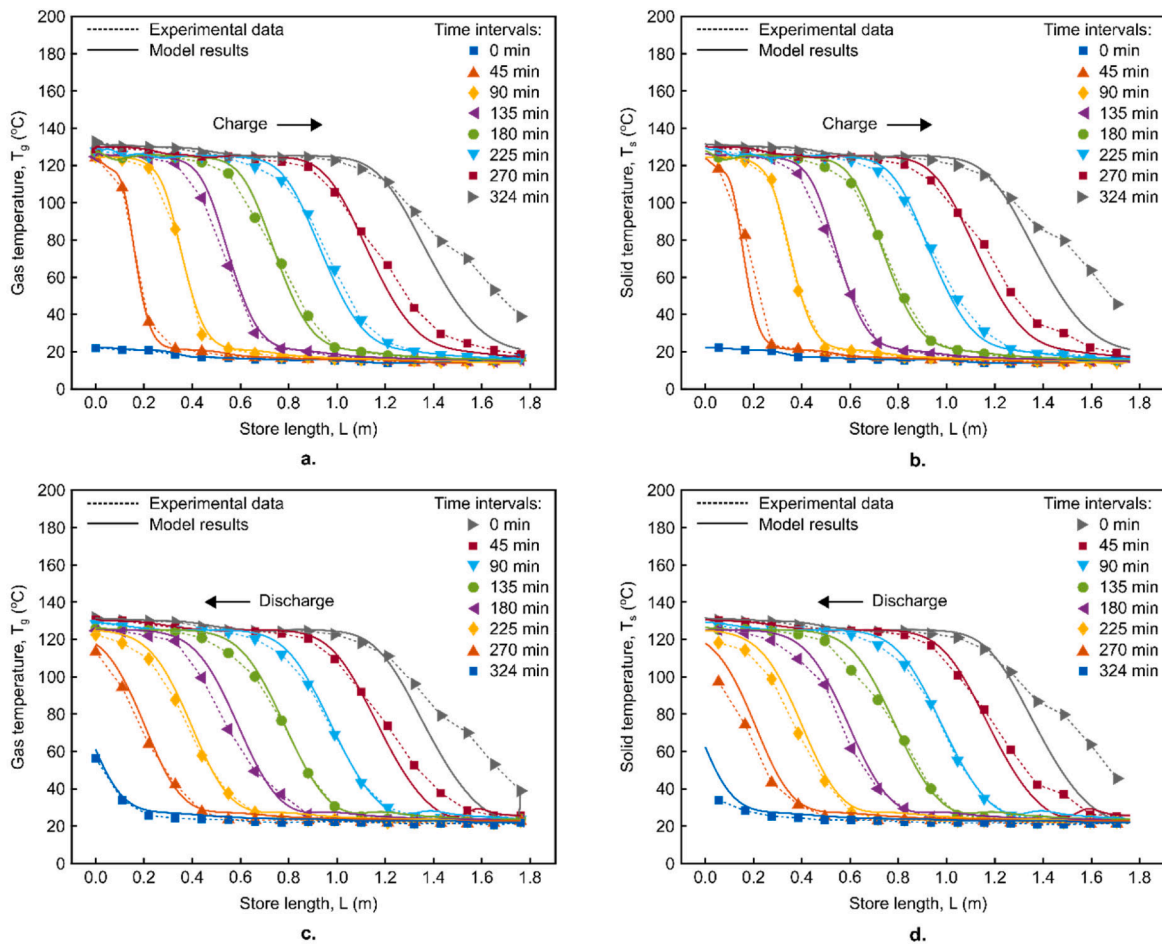 200
180
160
140
120
100
80
60
40
20
0
Gas temperature, T_g (°C)
Experimental data
Model results
Time intervals:
0 min
45 min
90 min
135 min
180 min
225 min
270 min
324 min
Charge
0.0 0.2 0.4 0.6 0.8 1.0 1.2 1.4 1.6 1.8
Store length, L (m)
a.
200
180
160
140
120
100
80
60
40
20
0
Solid temperature, T_s (°C)
Experimental data
Model results
Time intervals:
0 min
45 min
90 min
135 min
180 min
225 min
270 min
324 min
Charge
0.0 0.2 0.4 0.6 0.8 1.0 1.2 1.4 1.6 1.8
Store length, L (m)
b.
200
180
160
140
120
100
80
60
40
20
0
Gas temperature, T_g (°C)
Experimental data
Model results
Time intervals:
0 min
45 min
90 min
135 min
180 min
225 min
270 min
324 min
Discharge
0.0 0.2 0.4 0.6 0.8 1.0 1.2 1.4 1.6 1.8
Store length, L (m)
c.
200
180
160
140
120
100
80
60
40
20
0
Solid temperature, T_s (°C)
Experimental data
Model results
Time intervals:
0 min
45 min
90 min
135 min
180 min
225 min
270 min
324 min
Discharge
0.0 0.2 0.4 0.6 0.8 1.0 1.2 1.4 1.6 1.8
Store length, L (m)
d.